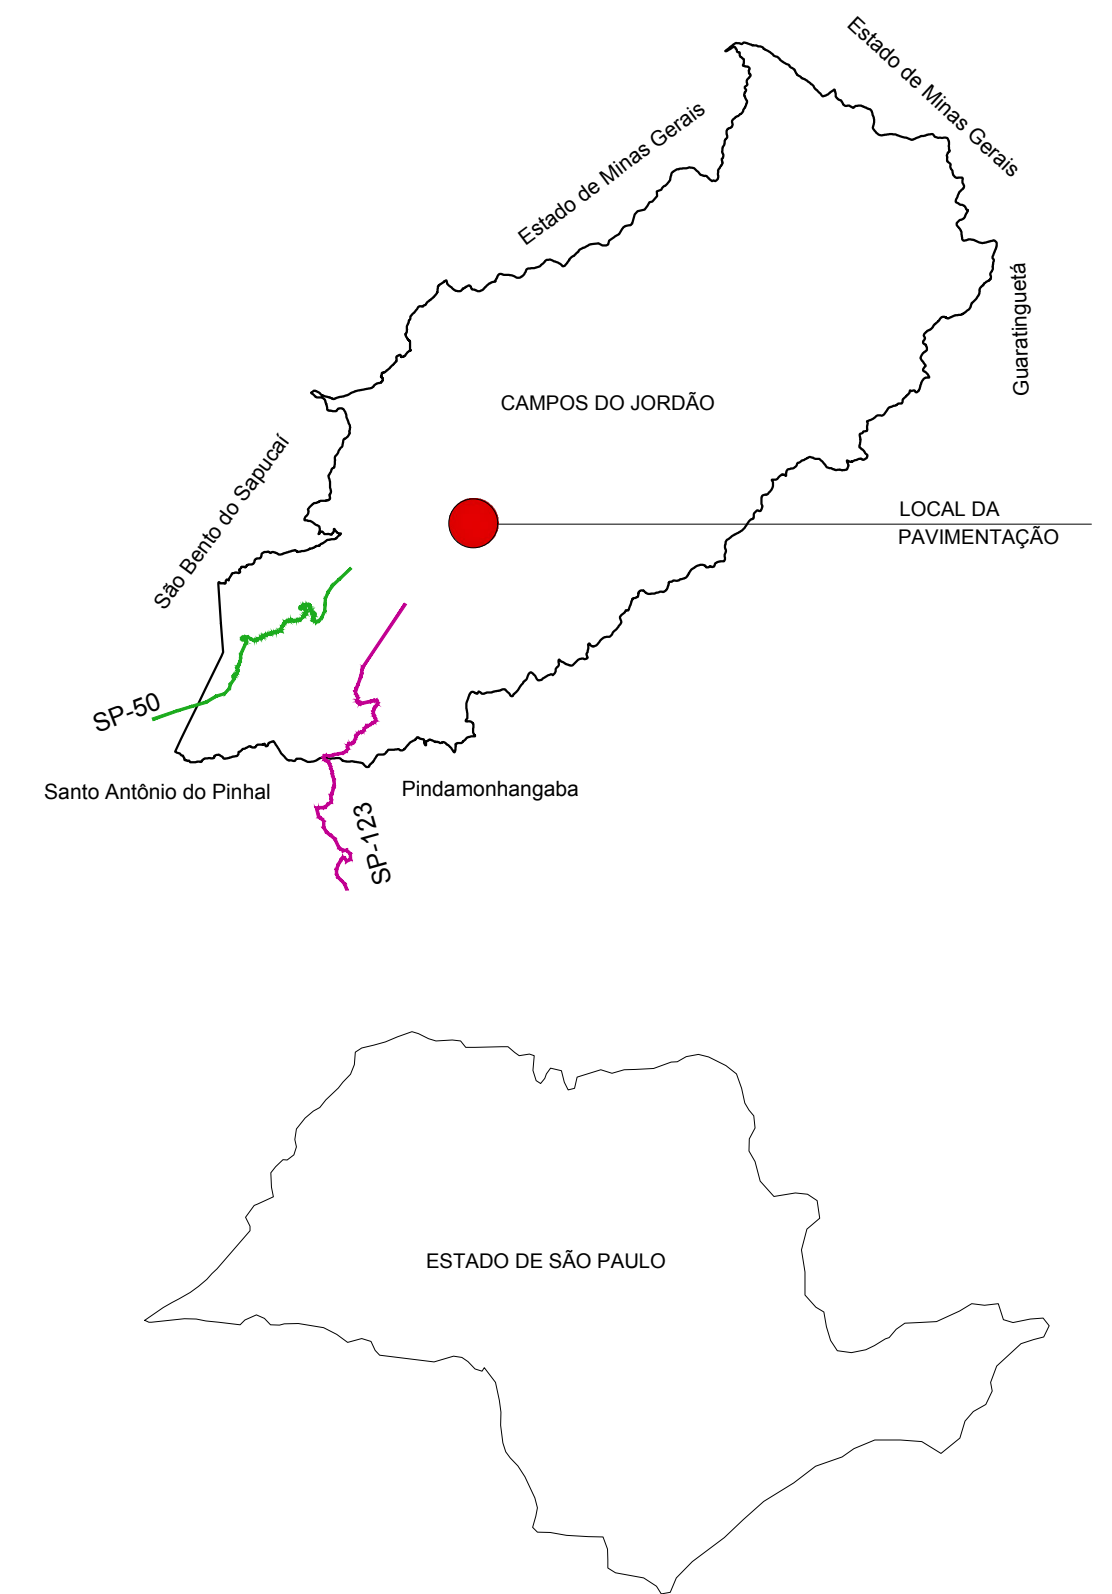 Estado de Minas Gerais
Estado de Minas Gerais
Guaratinguetá
CAMPOS DO JORDÃO
São Bento do Sapucaí
LOCAL DA
PAVIMENTAÇÃO
SP-50
Santo Antônio do Pinhal
Pindamonhangaba
SP-123
ESTADO DE SÃO PAULO